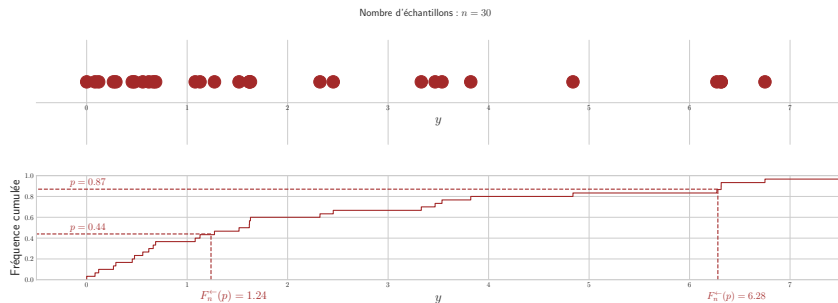 Nombre d'échantillons : n = 30
0 1 2 3 4 5 6 7
y
1.0
0.8
0.6
0.4
0.2
0.0
Fréquence cumulée
p = 0.87
p = 0.44
0 1 2 3 4 5 6 7
F_n^←(p) = 1.24
y
F_n^←(p) = 6.28